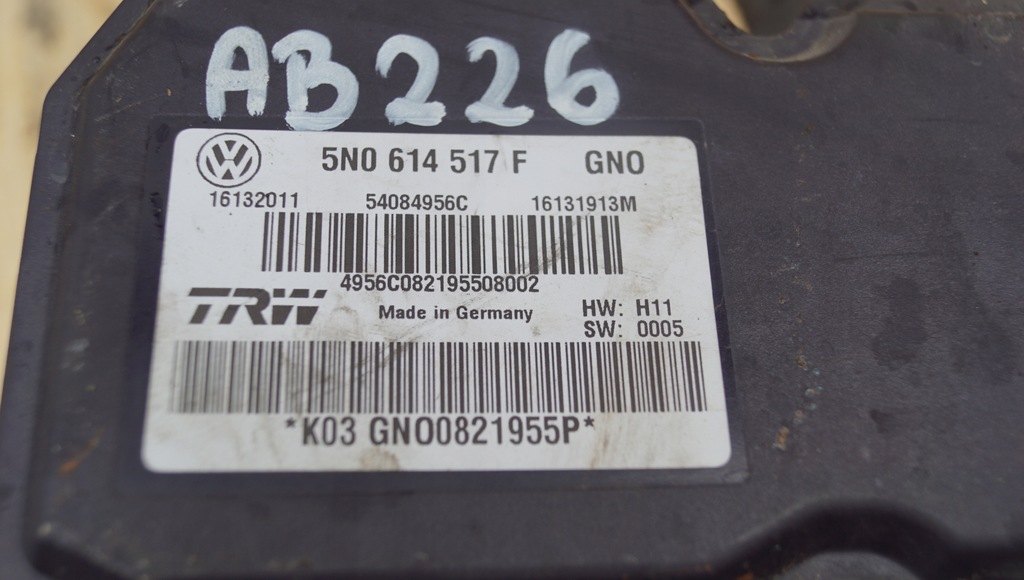 AB226
5N0 614 517 F GNO
16132011 54084956C 16131913M
4956C082195508002
TRW Made in Germany HW: H11
SW: 0005
*K03 GNO0821955P*